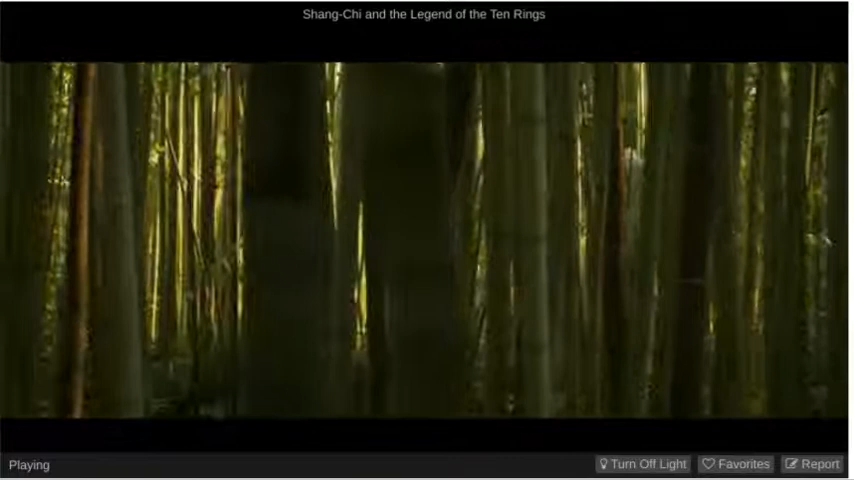 Shang-Chi and the Legend of the Ten Rings
Playing
Turn Off Light
Favorites
Report